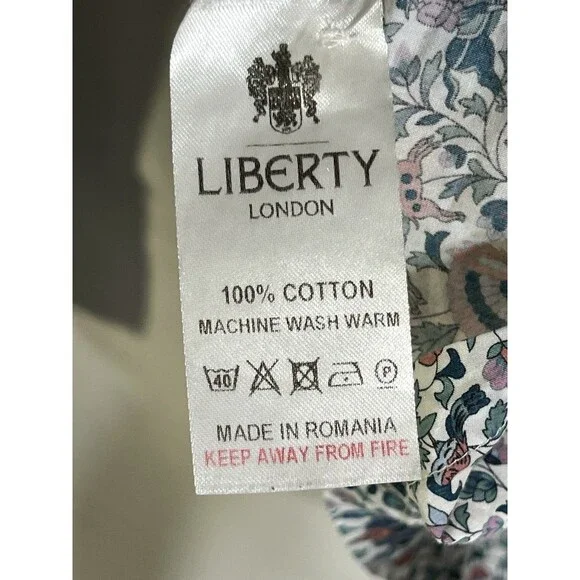 LIBERTY
LONDON
100% COTTON
MACHINE WASH WARM
40 P
MADE IN ROMANIA
KEEP AWAY FROM FIRE